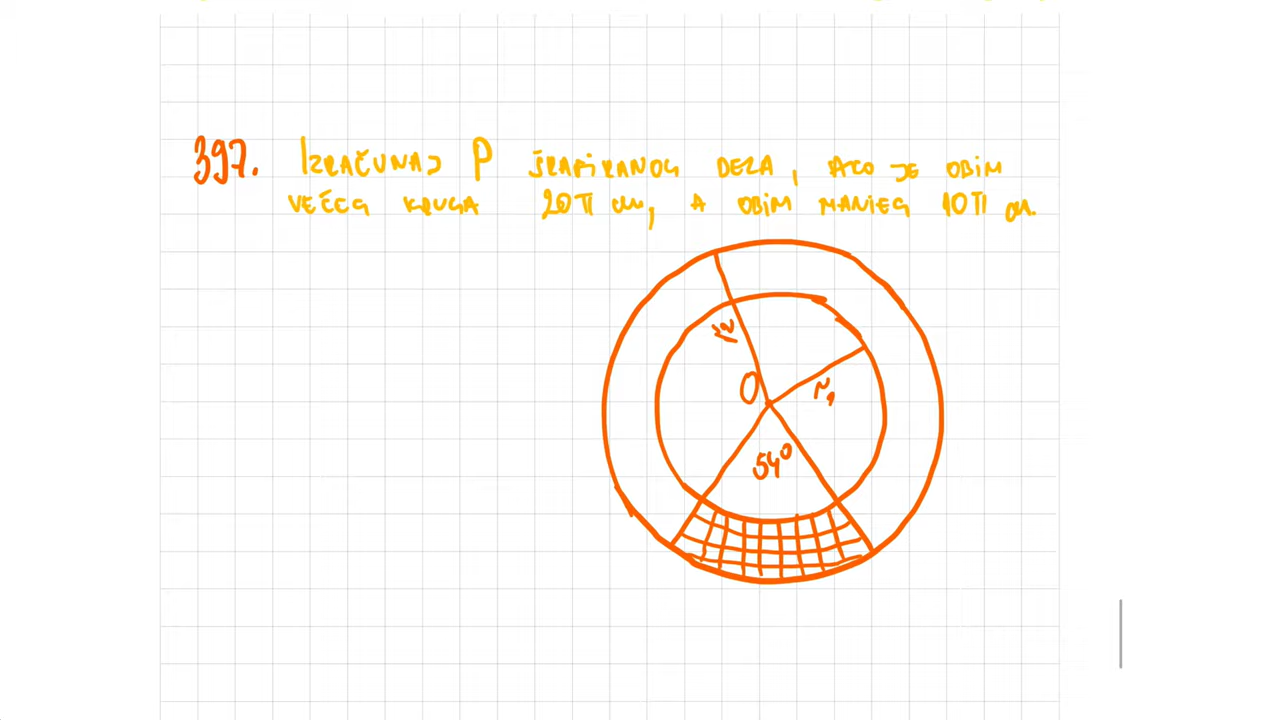 397. IZRAČUNAJ P ŠRAFIRANOG DELA, AKO JE OBIM
VEĆEG KRUGA 20π cm, A OBIM MANJEG 10π cm.
r₂
O
r₁
54°